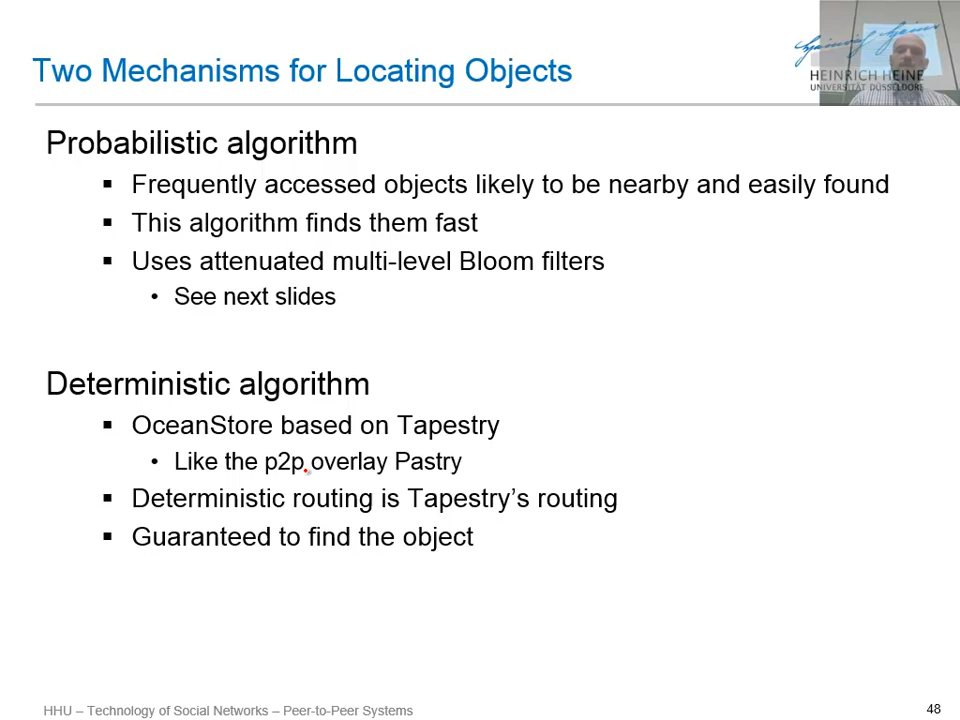 Two Mechanisms for Locating Objects
HEINRICH HEINE
UNIVERSITÄT DÜSSELDORF
Probabilistic algorithm
▪ Frequently accessed objects likely to be nearby and easily found
▪ This algorithm finds them fast
▪ Uses attenuated multi-level Bloom filters
• See next slides
Deterministic algorithm
▪ OceanStore based on Tapestry
• Like the p2p overlay Pastry
▪ Deterministic routing is Tapestry's routing
▪ Guaranteed to find the object
HHU – Technology of Social Networks – Peer-to-Peer Systems
48